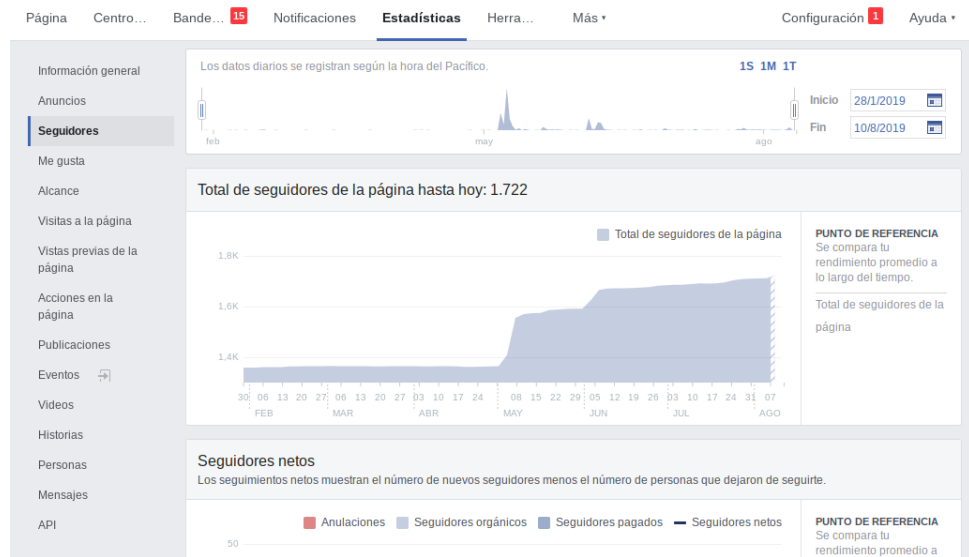 Página Centro… Bande… 15 Notificaciones Estadísticas Herra… Más Configuración 1 Ayuda
Información general
Anuncios
Seguidores
Me gusta
Alcance
Visitas a la página
Vistas previas de la
página
Acciones en la
página
Publicaciones
Eventos
Videos
Historias
Personas
Mensajes
API
Los datos diarios se registran según la hora del Pacífico.
1S 1M 1T
Inicio 28/1/2019
Fin 10/8/2019
feb may ago
Total de seguidores de la página hasta hoy: 1.722
Total de seguidores de la página
1,8K
1,6K
1,4K
30 06 13 20 27 06 13 20 27 03 10 17 24 08 15 22 29 05 12 19 26 03 10 17 24 31 07
FEB MAR ABR MAY JUN JUL AGO
PUNTO DE REFERENCIA
Se compara tu
rendimiento promedio a
lo largo del tiempo.
Total de seguidores de la
página
Seguidores netos
Los seguimientos netos muestran el número de nuevos seguidores menos el número de personas que dejaron de seguirte.
Anulaciones Seguidores orgánicos Seguidores pagados Seguidores netos
50
PUNTO DE REFERENCIA
Se compara tu
rendimiento promedio a